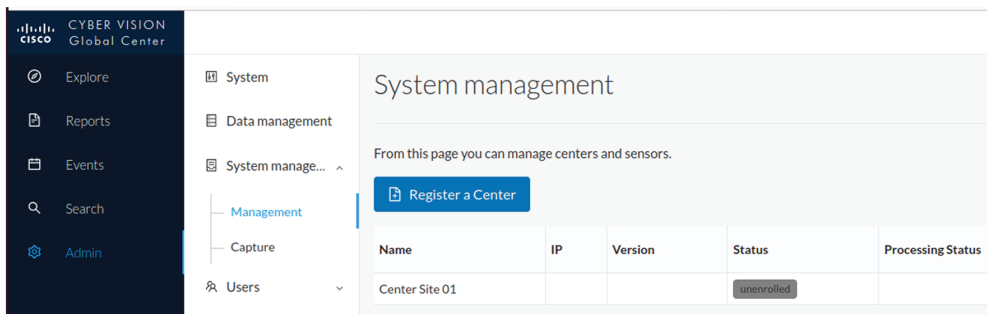 CISCO
CYBER VISION
Global Center
Explore
Reports
Events
Search
Admin
System
Data management
System manage...
Management
Capture
Users
System management
From this page you can manage centers and sensors.
Register a Center
Name IP Version Status Processing Status
Center Site 01 unenrolled